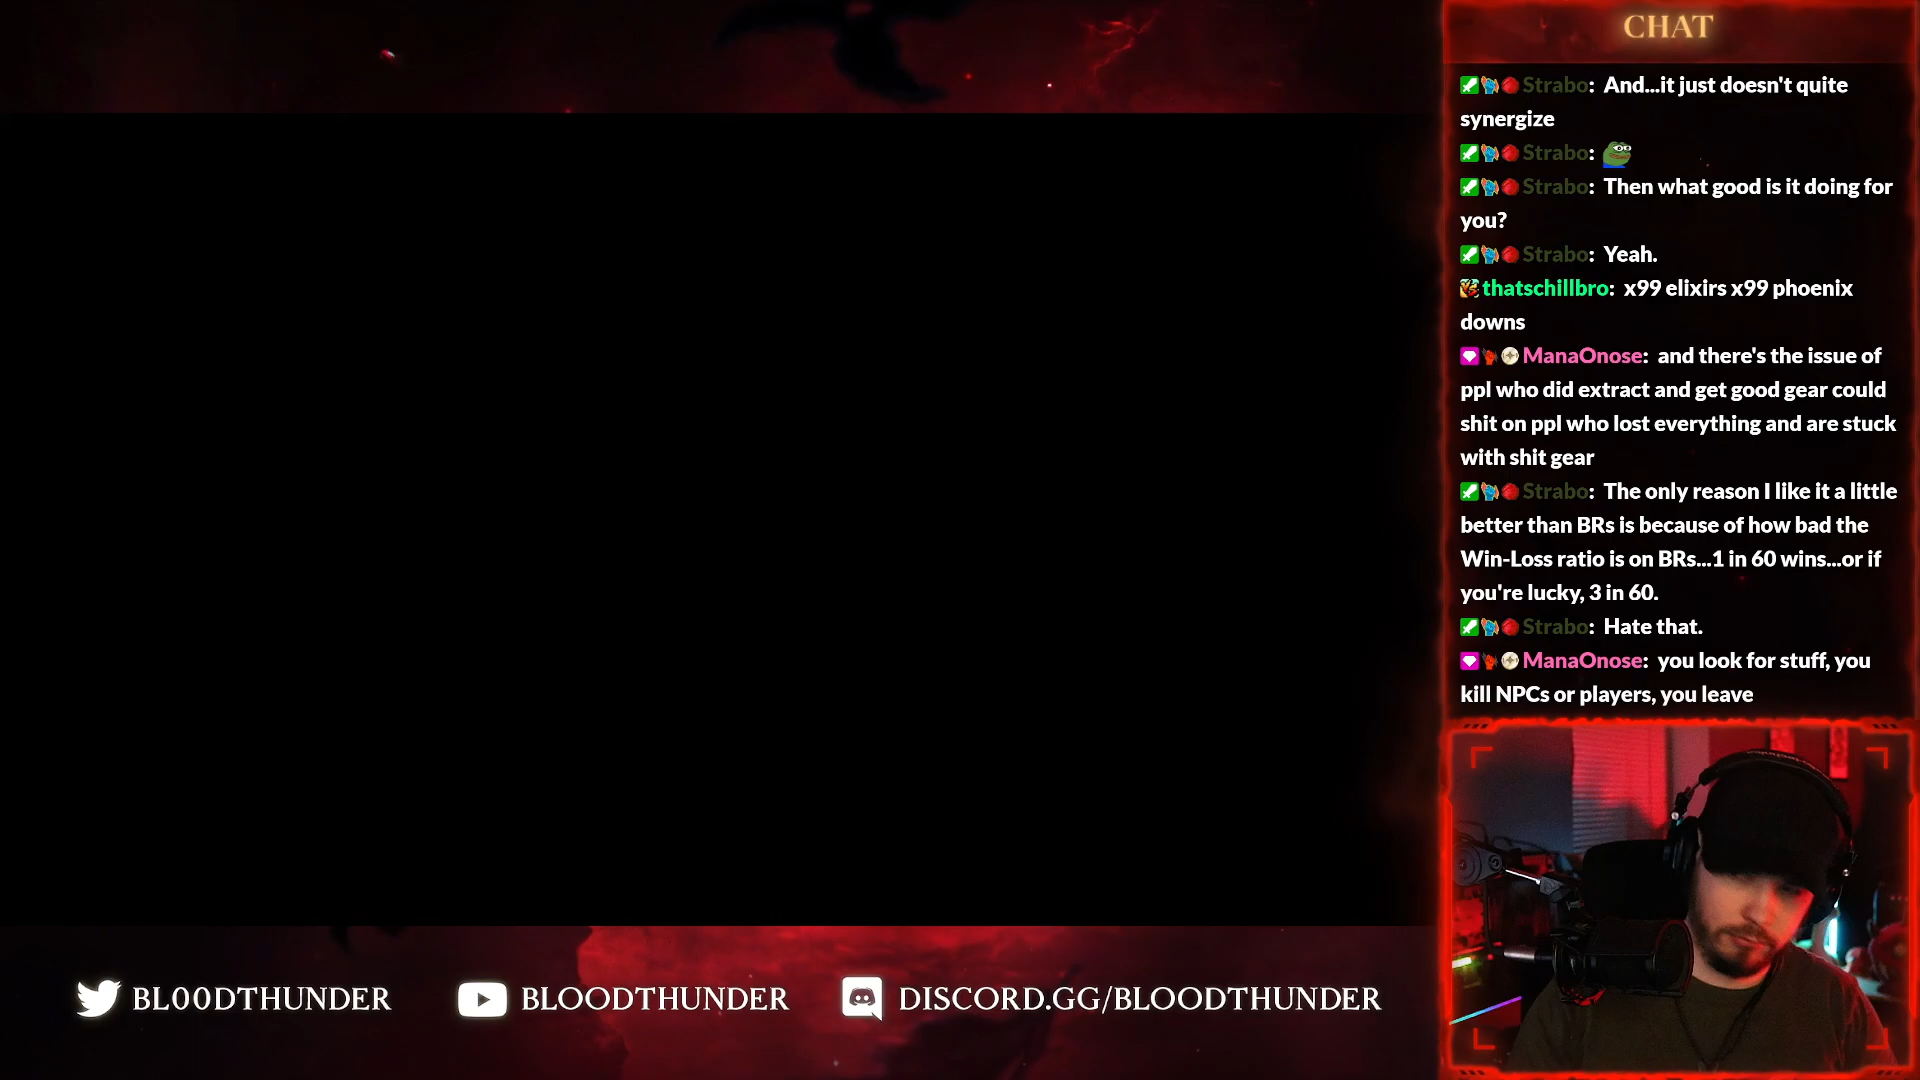 CHAT
Strabo: And...it just doesn't quite
synergize
Strabo:
Strabo: Then what good is it doing for
you?
Strabo: Yeah.
thatschillbro: x99 elixirs x99 phoenix
downs
ManaOnose: and there's the issue of
ppl who did extract and get good gear could
shit on ppl who lost everything and are stuck
with shit gear
Strabo: The only reason I like it a little
better than BRs is because of how bad the
Win-Loss ratio is on BRs...1 in 60 wins...or if
you're lucky, 3 in 60.
Strabo: Hate that.
ManaOnose: you look for stuff, you
kill NPCs or players, you leave
BL00DTHUNDER BLOODTHUNDER DISCORD.GG/BLOODTHUNDER